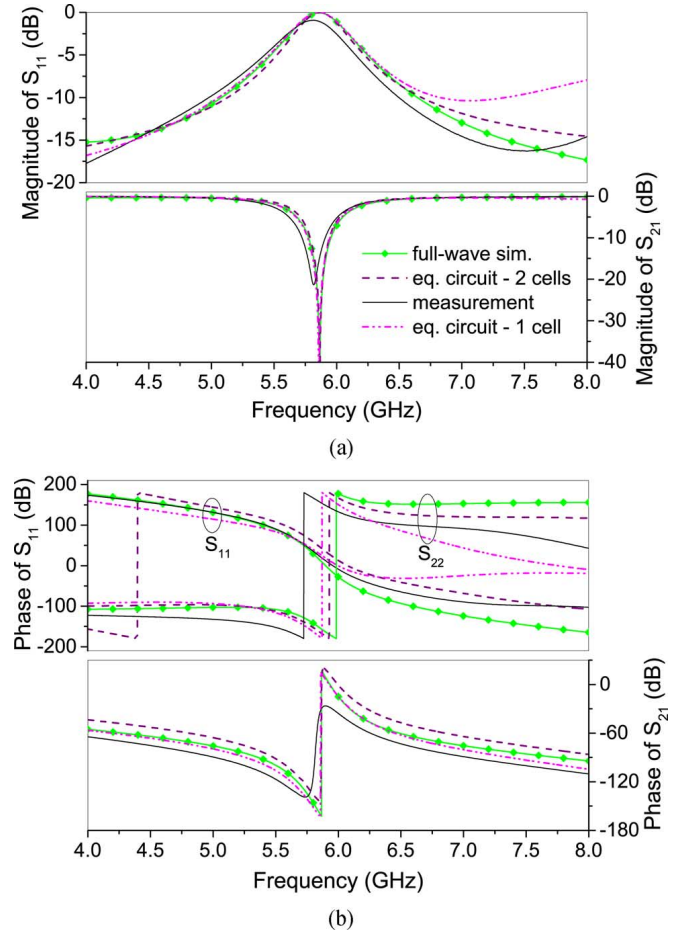 Magnitude of S11 (dB)
0
-5
-10
-15
-20
0
-10
-20
-30
-40
Magnitude of S21 (dB)
full-wave sim.
eq. circuit - 2 cells
measurement
eq. circuit - 1 cell
4.0 4.5 5.0 5.5 6.0 6.5 7.0 7.5 8.0
Frequency (GHz)
(a)
Phase of S11 (dB)
200
100
0
-100
-200
S11
S22
0
-60
-120
-180
Phase of S21 (dB)
4.0 4.5 5.0 5.5 6.0 6.5 7.0 7.5 8.0
Frequency (GHz)
(b)